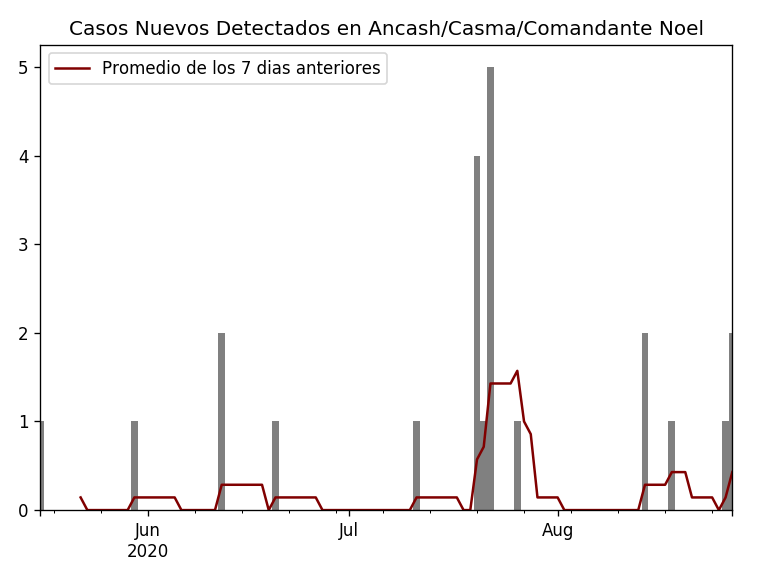 Casos Nuevos Detectados en Ancash/Casma/Comandante Noel
Promedio de los 7 dias anteriores
5
4
3
2
1
0
Jun
2020
Jul
Aug